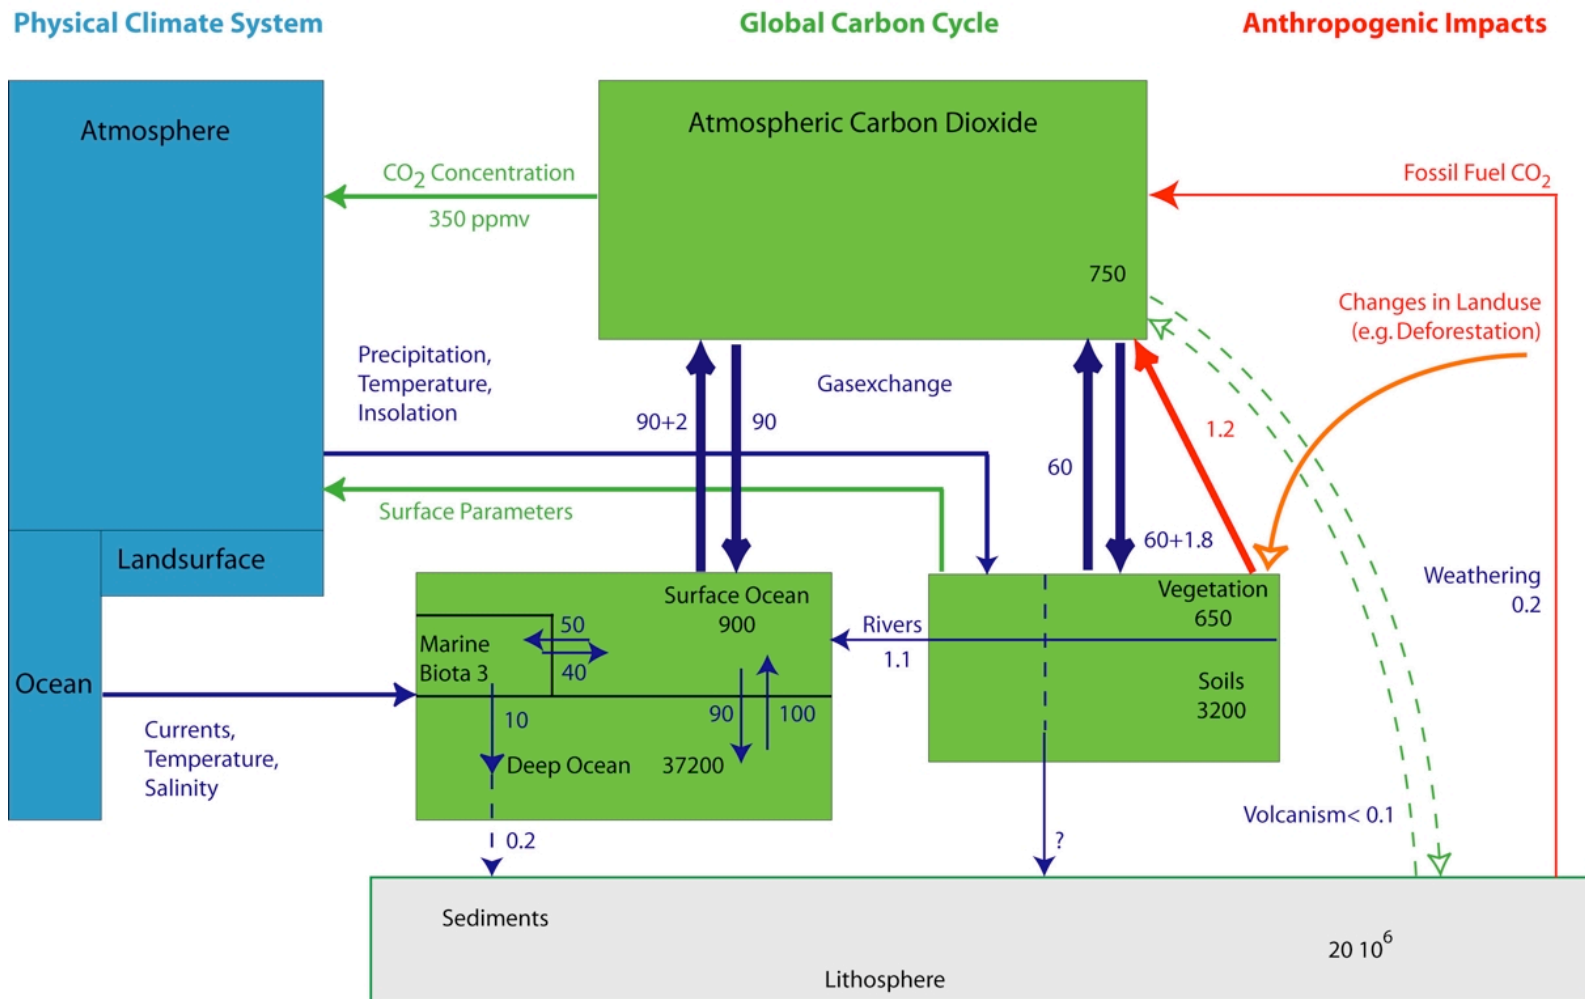 Physical Climate System
Global Carbon Cycle
Anthropogenic Impacts
Atmosphere
Atmospheric Carbon Dioxide
CO2 Concentration
350 ppmv
Fossil Fuel CO2
750
Changes in Landuse
(e.g. Deforestation)
Precipitation,
Temperature,
Insolation
Gasexchange
90+2
90
1.2
60
Surface Parameters
60+1.8
Landsurface
Weathering
0.2
Surface Ocean
900
Vegetation
650
50
Marine
Biota 3
40
Rivers
1.1
Ocean
Soils
3200
10
90
100
Currents,
Temperature,
Salinity
Deep Ocean 37200
Volcanism< 0.1
0.2
?
Sediments
20 10^6
Lithosphere